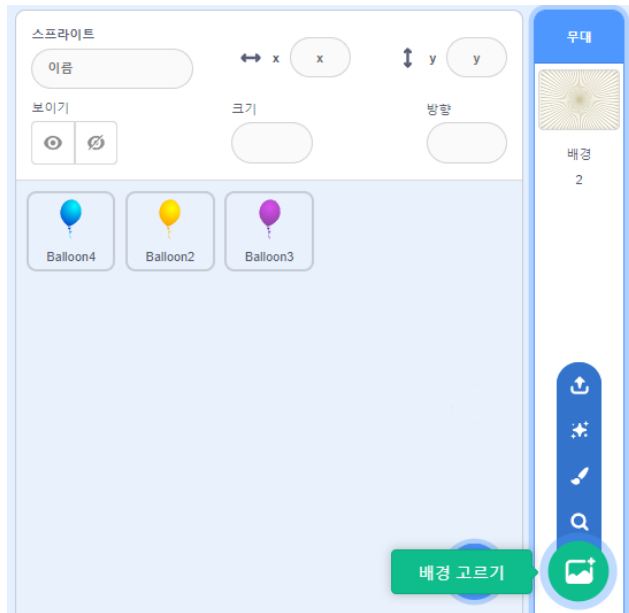 스프라이트
이름
x x
y y
보이기
크기
방향
무대
배경
2
Balloon4
Balloon2
Balloon3
배경 고르기